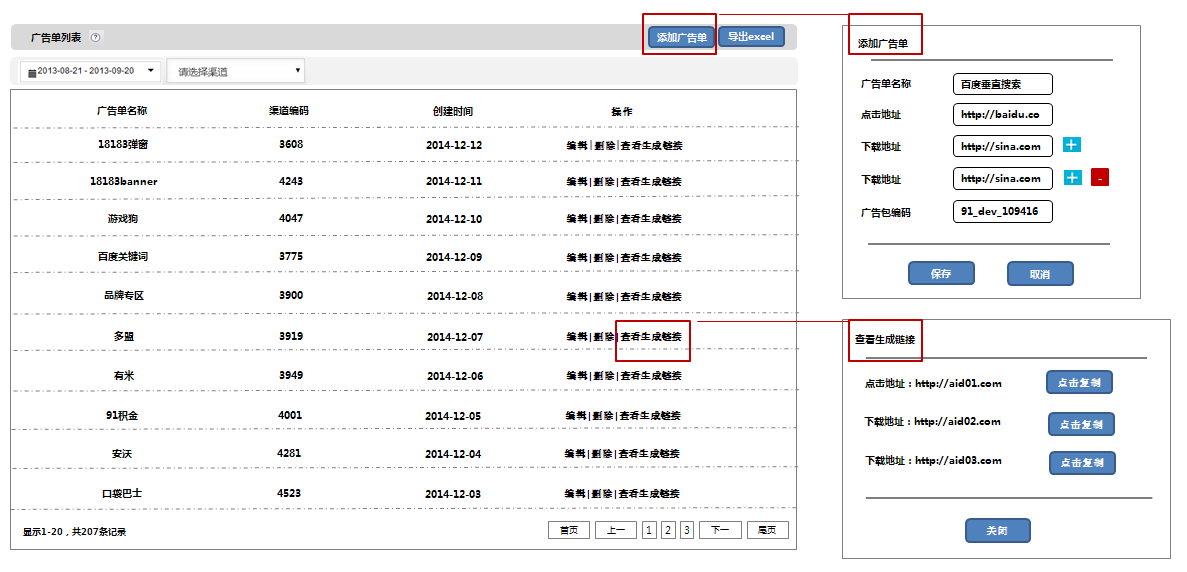 广告单列表 ?
添加广告单 导出excel
2013-08-21 - 2013-09-20 请选择渠道
广告单名称 渠道编码 创建时间 操作
18183弹窗 3608 2014-12-12 编辑|删除|查看生成链接
18183banner 4243 2014-12-11 编辑|删除|查看生成链接
游戏狗 4047 2014-12-10 编辑|删除|查看生成链接
百度关键词 3775 2014-12-09 编辑|删除|查看生成链接
品牌专区 3900 2014-12-08 编辑|删除|查看生成链接
多盟 3919 2014-12-07 编辑|删除|查看生成链接
有米 3949 2014-12-06 编辑|删除|查看生成链接
91积金 4001 2014-12-05 编辑|删除|查看生成链接
安沃 4281 2014-12-04 编辑|删除|查看生成链接
口袋巴士 4523 2014-12-03 编辑|删除|查看生成链接
显示1-20，共207条记录 首页 上一 1 2 3 下一 尾页
添加广告单
广告单名称 百度垂直搜索
点击地址 http://baidu.co
下载地址 http://sina.com +
下载地址 http://sina.com + -
广告包编码 91_dev_109416
保存 取消
查看生成链接
点击地址：http://aid01.com 点击复制
下载地址：http://aid02.com 点击复制
下载地址：http://aid03.com 点击复制
关闭